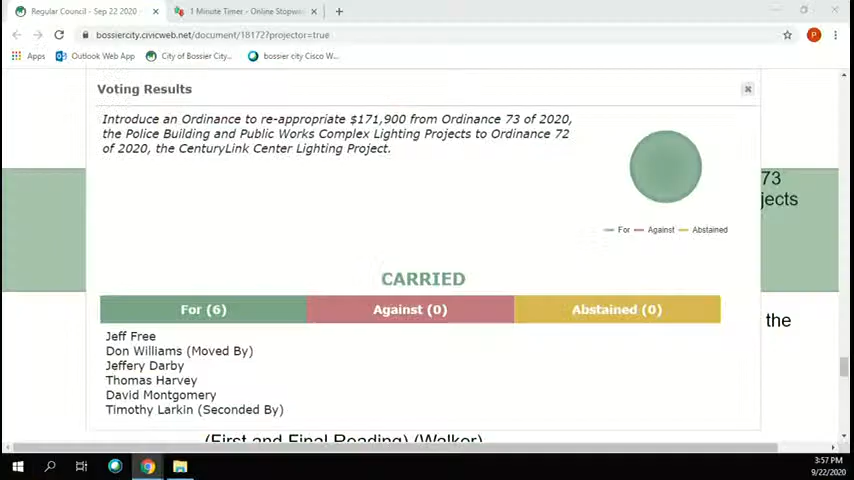 Regular Council - Sep 22 2020 -
1 Minute Timer - Online Stopw
bossiercity.civicweb.net/document/18172?projector=true
P
Apps
Outlook Web App
City of Bossier City...
bossier city Cisco W...
Voting Results
Introduce an Ordinance to re-appropriate $171,900 from Ordinance 73 of 2020,
the Police Building and Public Works Complex Lighting Projects to Ordinance 72
of 2020, the CenturyLink Center Lighting Project.
73
jects
For
Against
Abstained
CARRIED
For (6)
Against (0)
Abstained (0)
the
Jeff Free
Don Williams (Moved By)
Jeffery Darby
Thomas Harvey
David Montgomery
Timothy Larkin (Seconded By)
(First and Final Reading) (Walker)
3:57 PM
9/22/2020